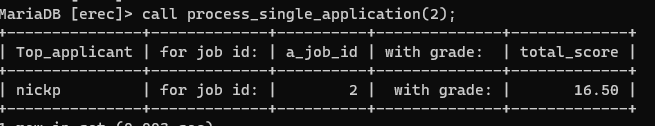 MariaDB [erec]> call process_single_application(2);
+---------------+-------------+----------+--------------+-------------+
| Top_applicant | for job id: | a_job_id | with grade:  | total_score |
+---------------+-------------+----------+--------------+-------------+
| nickp         | for job id: |        2 |  with grade: |       16.50 |
+---------------+-------------+----------+--------------+-------------+